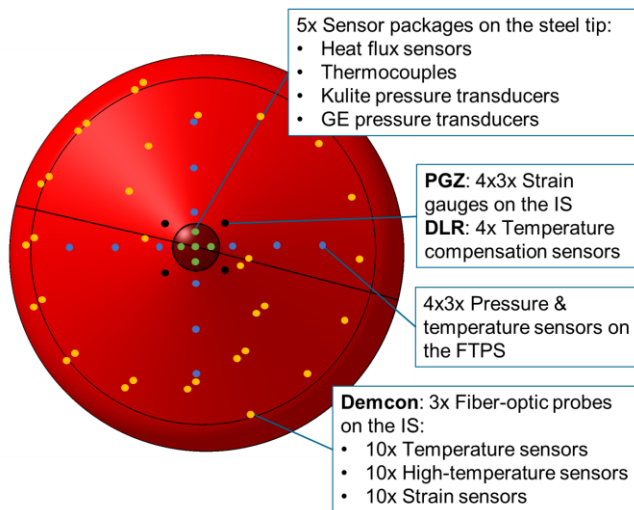 5x Sensor packages on the steel tip:
• Heat flux sensors
• Thermocouples
• Kulite pressure transducers
• GE pressure transducers
PGZ: 4x3x Strain
gauges on the IS
DLR: 4x Temperature
compensation sensors
4x3x Pressure &
temperature sensors on
the FTPS
Demcon: 3x Fiber-optic probes
on the IS:
• 10x Temperature sensors
• 10x High-temperature sensors
• 10x Strain sensors